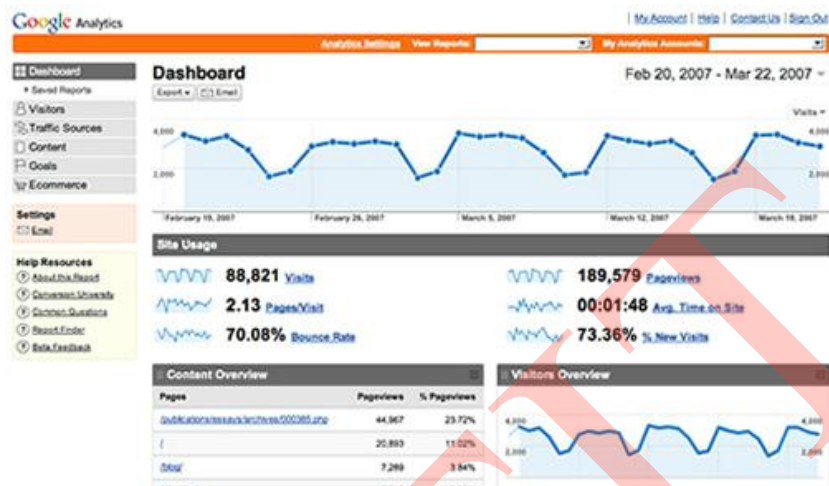 Google Analytics
My Account | Help | Contact Us | Sign Out
Analytics Settings View Reports: My Analytics Accounts:
Dashboard
Saved Reports
Visitors
Traffic Sources
Content
Goals
Ecommerce
Settings
Email
Help Resources
About this Report
Conversion University
Common Questions
Report Finder
Beta Feedback
Dashboard
Feb 20, 2007 - Mar 22, 2007
Export Email
Visits
4,000 4,000
2,000 2,000
February 19, 2007 February 26, 2007 March 5, 2007 March 12, 2007 March 19, 2007
Site Usage
88,821 Visits
189,579 Pageviews
2.13 Pages/Visit
00:01:48 Avg. Time on Site
70.08% Bounce Rate
73.36% % New Visits
Content Overview
Pages Pageviews % Pageviews
/publications/essays/archives/000385.php 44,967 23.72%
/ 20,893 11.02%
/blog/ 7,269 3.84%
Visitors Overview
4,000 4,000
2,000 2,000